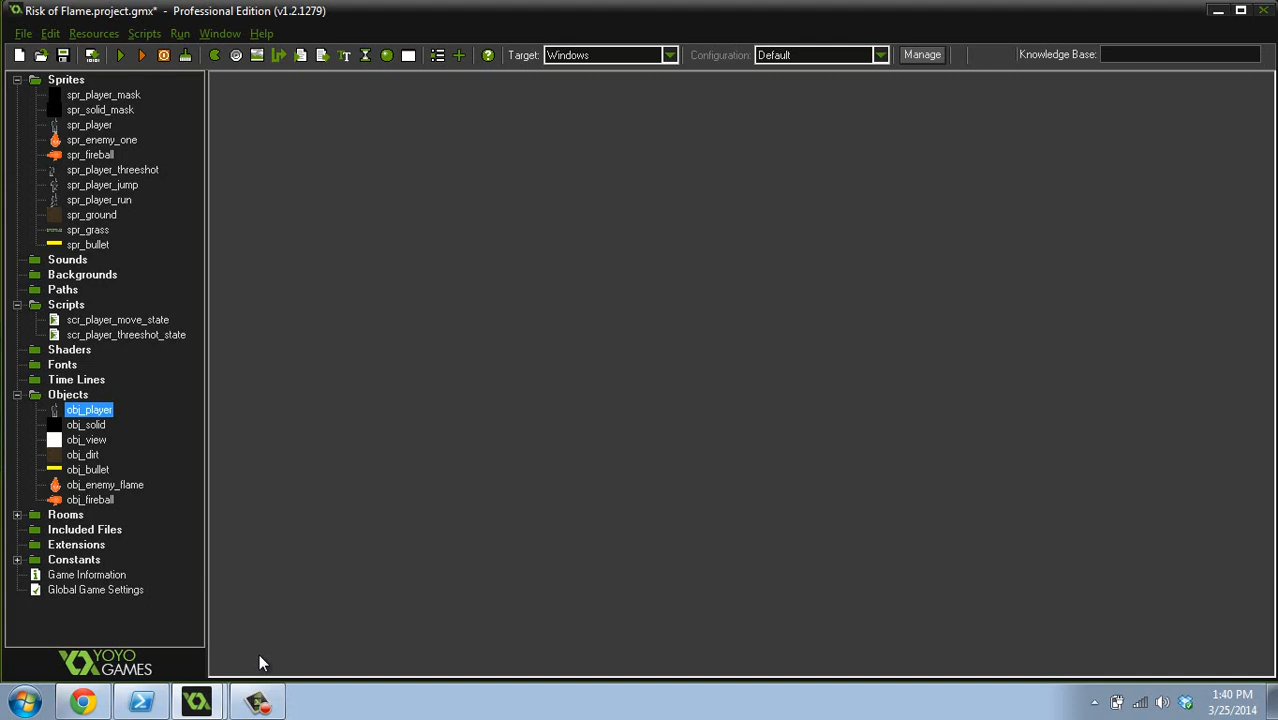 Risk of Flame.project.gmx* - Professional Edition (v1.2.1279)
File Edit Resources Scripts Run Window Help
Target: Windows Configuration: Default Manage Knowledge Base:
Sprites
spr_player_mask
spr_solid_mask
spr_player
spr_enemy_one
spr_fireball
spr_player_threeshot
spr_player_jump
spr_player_run
spr_ground
spr_grass
spr_bullet
Sounds
Backgrounds
Paths
Scripts
scr_player_move_state
scr_player_threeshot_state
Shaders
Fonts
Time Lines
Objects
obj_player
obj_solid
obj_view
obj_dirt
obj_bullet
obj_enemy_flame
obj_fireball
Rooms
Included Files
Extensions
Constants
Game Information
Global Game Settings
YOYO
GAMES
1:40 PM
3/25/2014